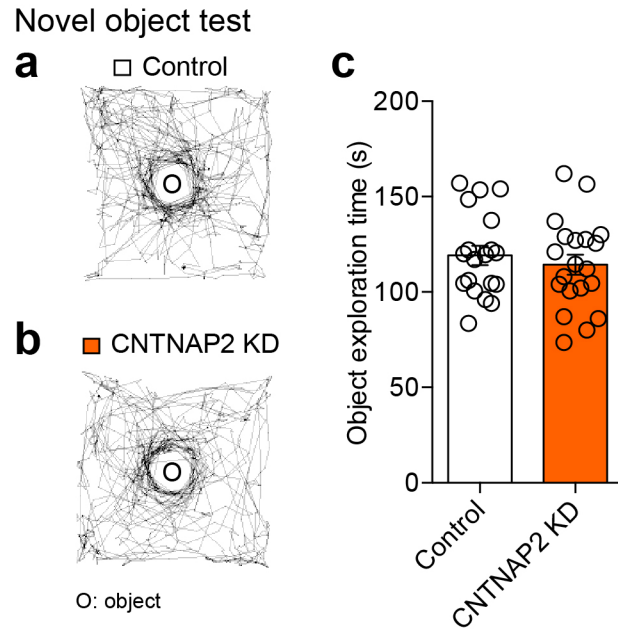 Novel object test
a
Control
O
b
CNTNAP2 KD
O
O: object
c
Object exploration time (s)
200
150
100
50
0
Control
CNTNAP2 KD